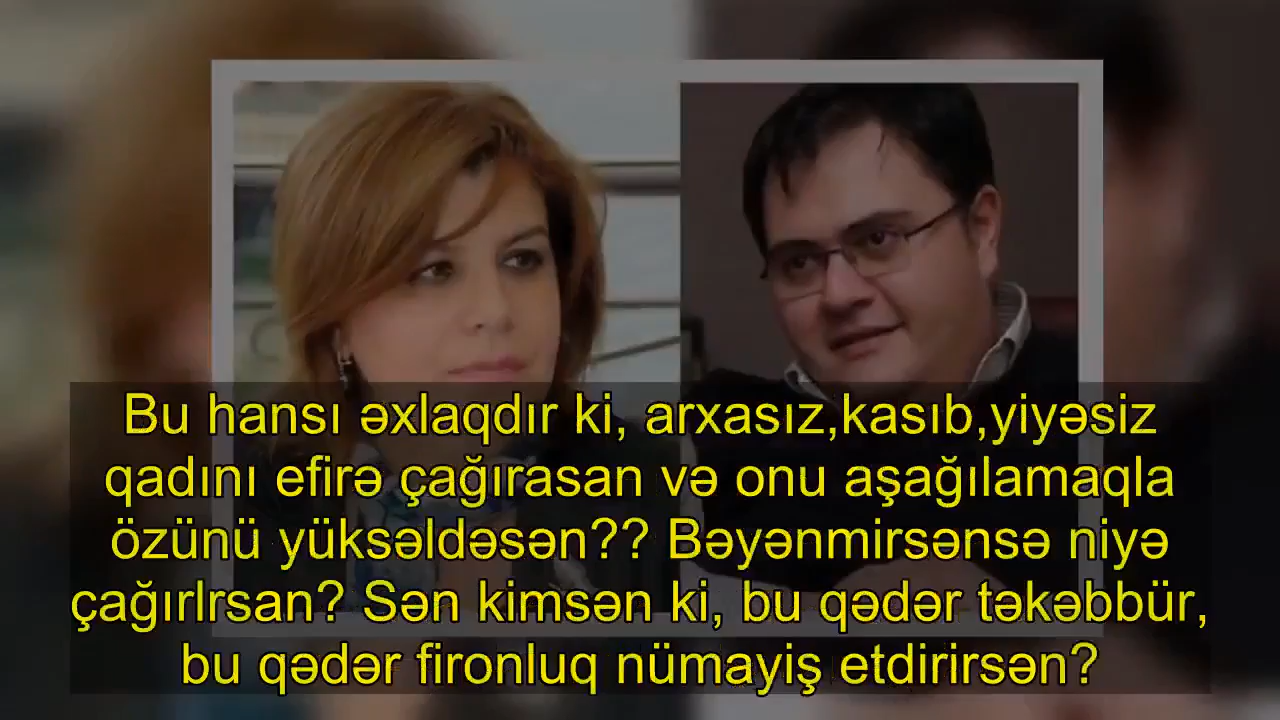 Bu hansı əxlaqdır ki, arxasız,kasıb,yiyəsiz
qadını efirə çağırasan və onu aşağılamaqla
özünü yüksəldəsən?? Bəyənmirsənsə niyə
çağırlrsan? Sən kimsən ki, bu qədər təkəbbür,
bu qədər fironluq nümayiş etdirirsən?